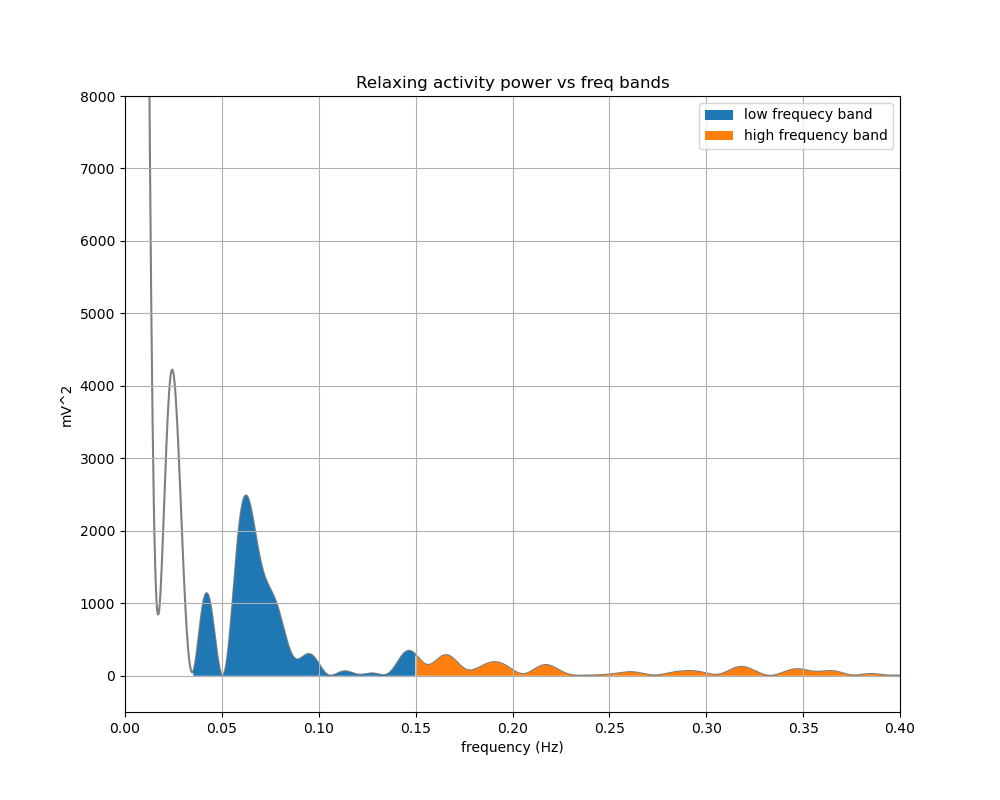 Relaxing activity power vs freq bands
low frequecy band
high frequency band
8000
7000
6000
5000
4000
3000
2000
1000
0
mV^2
0.00 0.05 0.10 0.15 0.20 0.25 0.30 0.35 0.40
frequency (Hz)